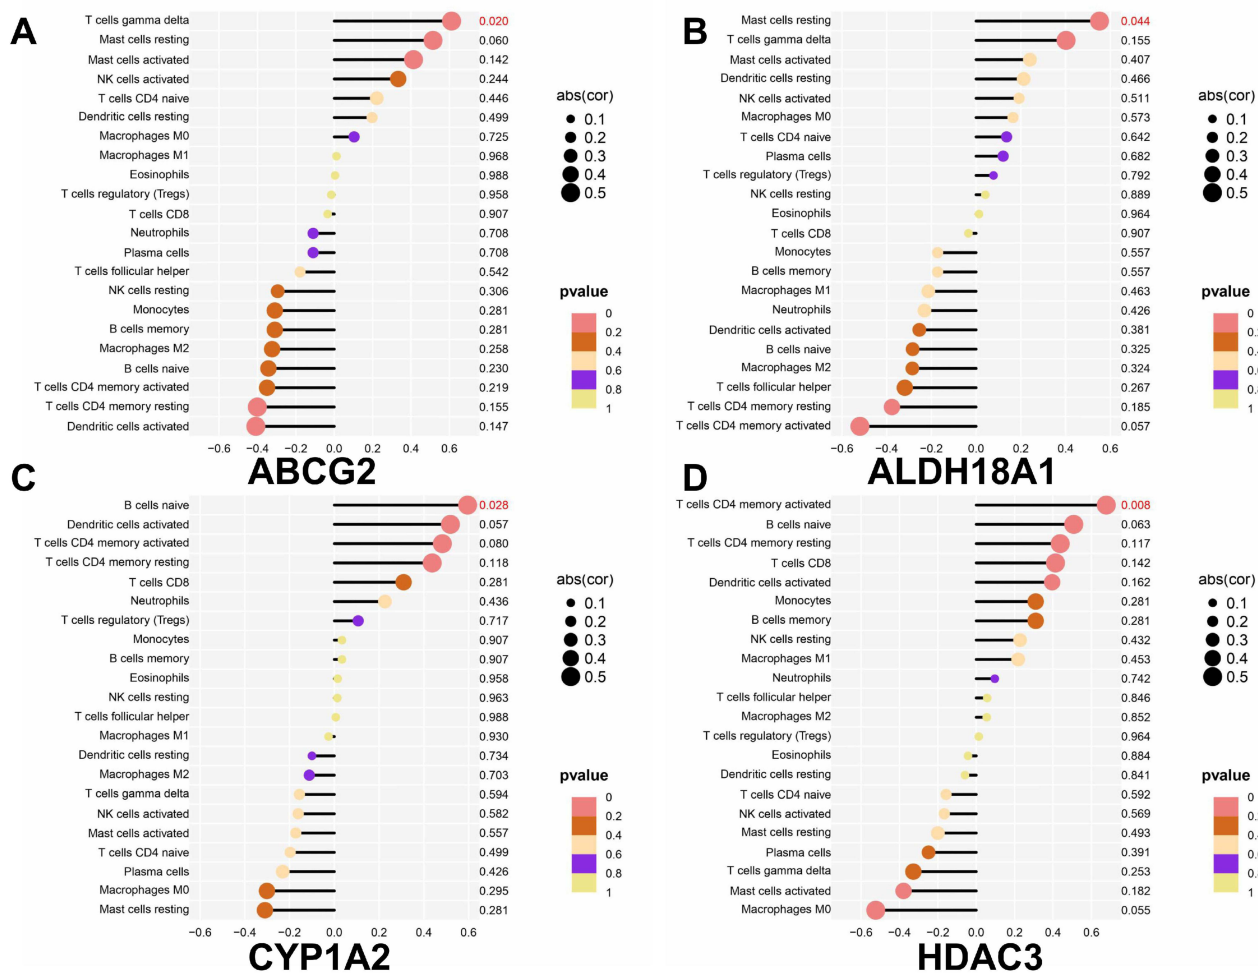 A
T cells gamma delta 0.020
Mast cells resting 0.060
Mast cells activated 0.142
NK cells activated 0.244
T cells CD4 naive 0.446
Dendritic cells resting 0.499
Macrophages M0 0.725
Macrophages M1 0.968
Eosinophils 0.988
T cells regulatory (Tregs) 0.958
T cells CD8 0.907
Neutrophils 0.708
Plasma cells 0.708
T cells follicular helper 0.542
NK cells resting 0.306
Monocytes 0.281
B cells memory 0.281
Macrophages M2 0.258
B cells naive 0.230
T cells CD4 memory activated 0.219
T cells CD4 memory resting 0.155
Dendritic cells activated 0.147
−0.6 −0.4 −0.2 0.0 0.2 0.4 0.6
ABCG2
abs(cor)
0.1
0.2
0.3
0.4
0.5
pvalue
0
0.2
0.4
0.6
0.8
1
B
Mast cells resting 0.044
T cells gamma delta 0.155
Mast cells activated 0.407
Dendritic cells resting 0.466
NK cells activated 0.511
Macrophages M0 0.573
T cells CD4 naive 0.642
Plasma cells 0.682
T cells regulatory (Tregs) 0.792
NK cells resting 0.889
Eosinophils 0.964
T cells CD8 0.907
Monocytes 0.557
B cells memory 0.557
Macrophages M1 0.463
Neutrophils 0.426
Dendritic cells activated 0.381
B cells naive 0.325
Macrophages M2 0.324
T cells follicular helper 0.267
T cells CD4 memory resting 0.185
T cells CD4 memory activated 0.057
−0.6 −0.4 −0.2 0.0 0.2 0.4 0.6
ALDH18A1
abs(cor)
0.1
0.2
0.3
0.4
0.5
pvalue
0
1
C
B cells naive 0.028
Dendritic cells activated 0.057
T cells CD4 memory activated 0.080
T cells CD4 memory resting 0.118
T cells CD8 0.281
Neutrophils 0.436
T cells regulatory (Tregs) 0.717
Monocytes 0.907
B cells memory 0.907
Eosinophils 0.958
NK cells resting 0.963
T cells follicular helper 0.988
Macrophages M1 0.930
Dendritic cells resting 0.734
Macrophages M2 0.703
T cells gamma delta 0.594
NK cells activated 0.582
Mast cells activated 0.557
T cells CD4 naive 0.499
Plasma cells 0.426
Macrophages M0 0.295
Mast cells resting 0.281
−0.6 −0.4 −0.2 0.0 0.2 0.4 0.6
CYP1A2
abs(cor)
0.1
0.2
0.3
0.4
0.5
pvalue
0
0.2
0.4
0.6
0.8
1
D
T cells CD4 memory activated 0.008
B cells naive 0.063
T cells CD4 memory resting 0.117
T cells CD8 0.142
Dendritic cells activated 0.162
Monocytes 0.281
B cells memory 0.281
NK cells resting 0.432
Macrophages M1 0.453
Neutrophils 0.742
T cells follicular helper 0.846
Macrophages M2 0.852
T cells regulatory (Tregs) 0.964
Eosinophils 0.884
Dendritic cells resting 0.841
T cells CD4 naive 0.592
NK cells activated 0.569
Mast cells resting 0.493
Plasma cells 0.391
T cells gamma delta 0.253
Mast cells activated 0.182
Macrophages M0 0.055
−0.6 −0.4 −0.2 0.0 0.2 0.4 0.6
HDAC3
abs(cor)
0.1
0.2
0.3
0.4
0.5
pvalue
0
1